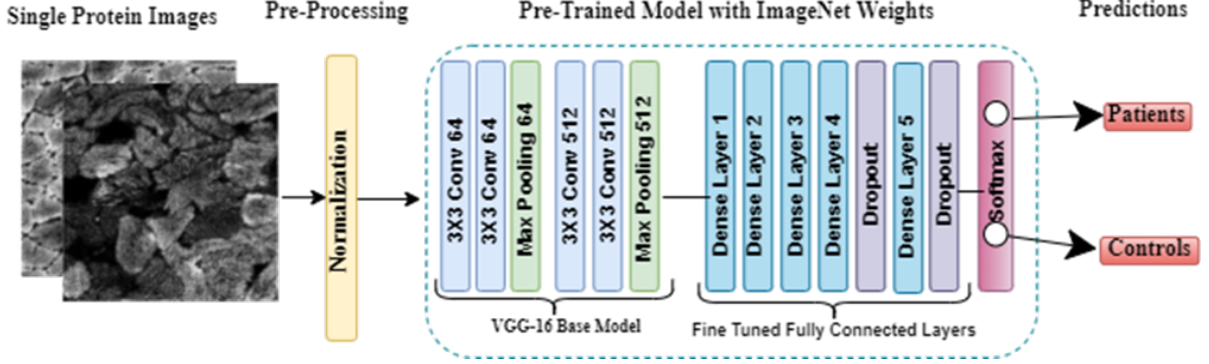 Single Protein Images
Pre-Processing
Pre-Trained Model with ImageNet Weights
Predictions
Normalization
3X3 Conv 64
3X3 Conv 64
Max Pooling 64
3X3 Conv 512
3X3 Conv 512
Max Pooling 512
Dense Layer 1
Dense Layer 2
Dense Layer 3
Dense Layer 4
Dropout
Dense Layer 5
Dropout
Softmax
Patients
Controls
VGG-16 Base Model
Fine Tuned Fully Connected Layers